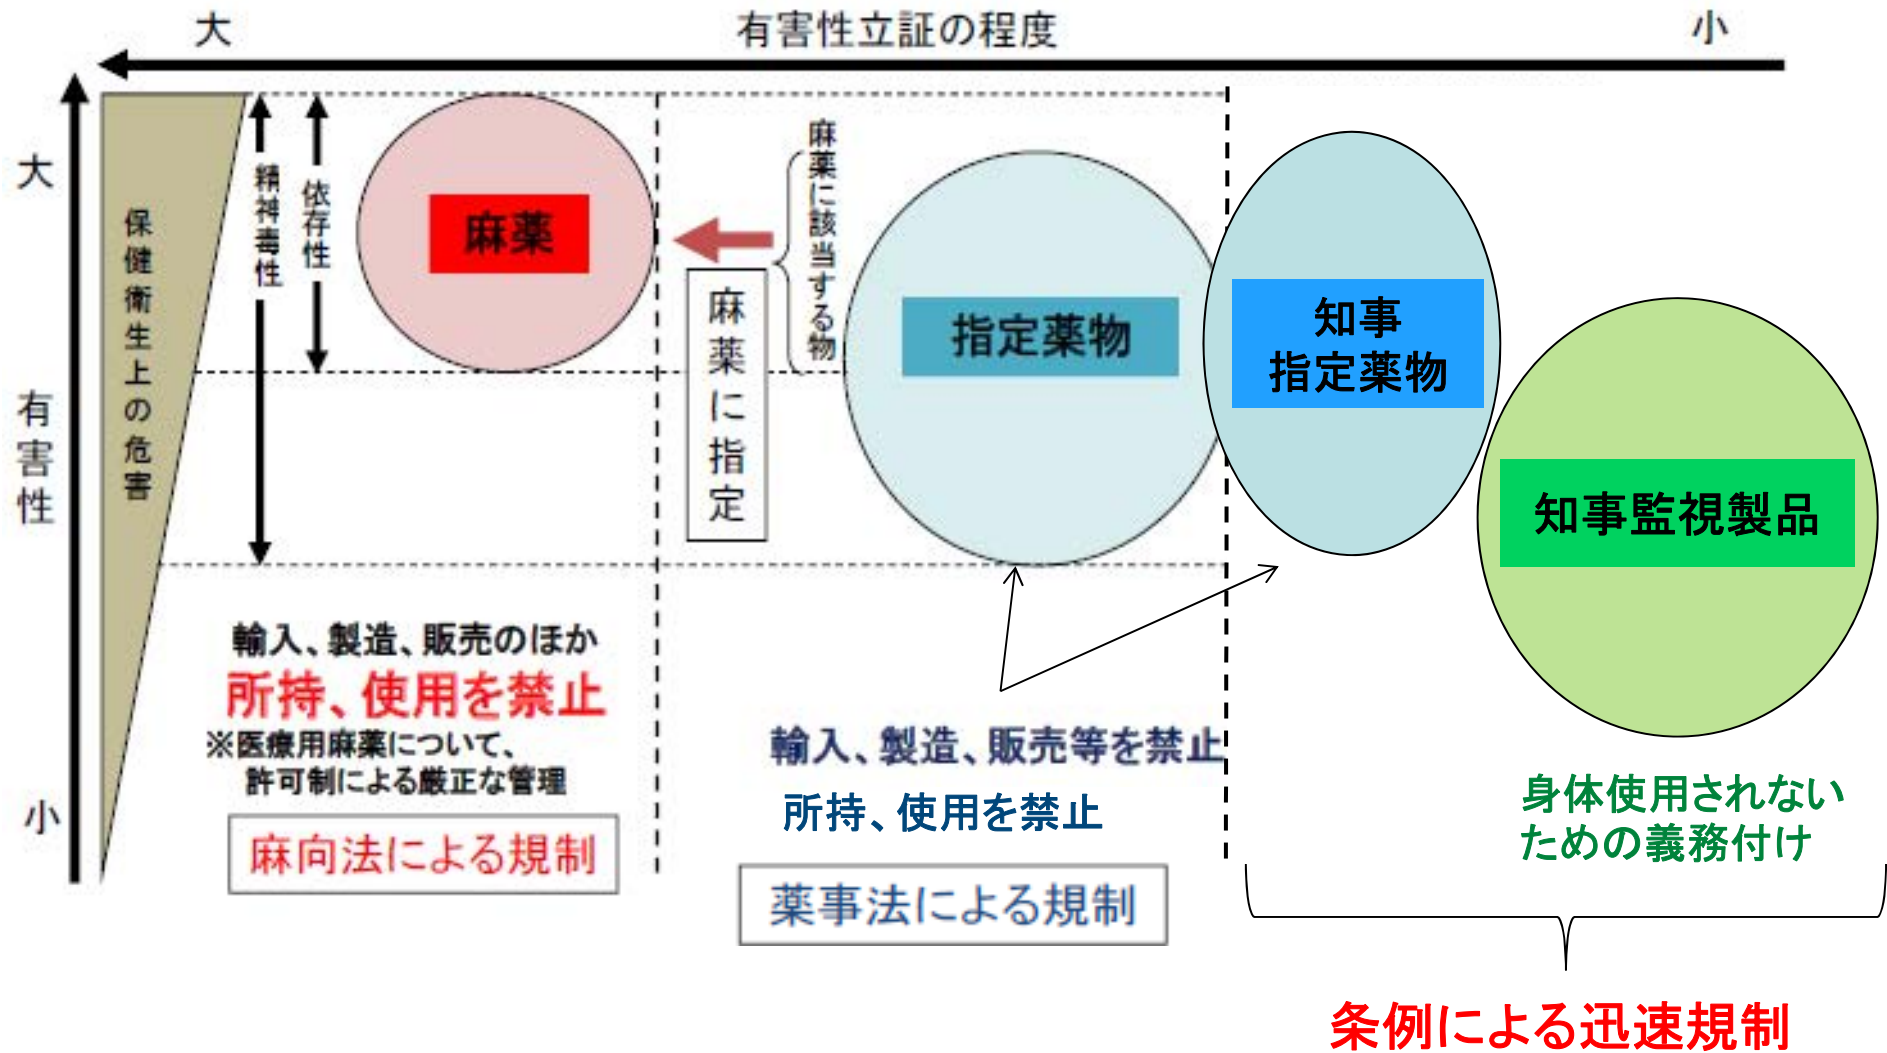 大
有害性立証の程度
小
大
有害性
小
保健衛生上の危害
精神毒性
依存性
麻薬
麻薬に該当する物
麻薬に指定
指定薬物
知事
指定薬物
知事監視製品
輸入、製造、販売のほか
所持、使用を禁止
※医療用麻薬について、
許可制による厳正な管理
麻向法による規制
輸入、製造、販売等を禁止
所持、使用を禁止
薬事法による規制
身体使用されない
ための義務付け
条例による迅速規制